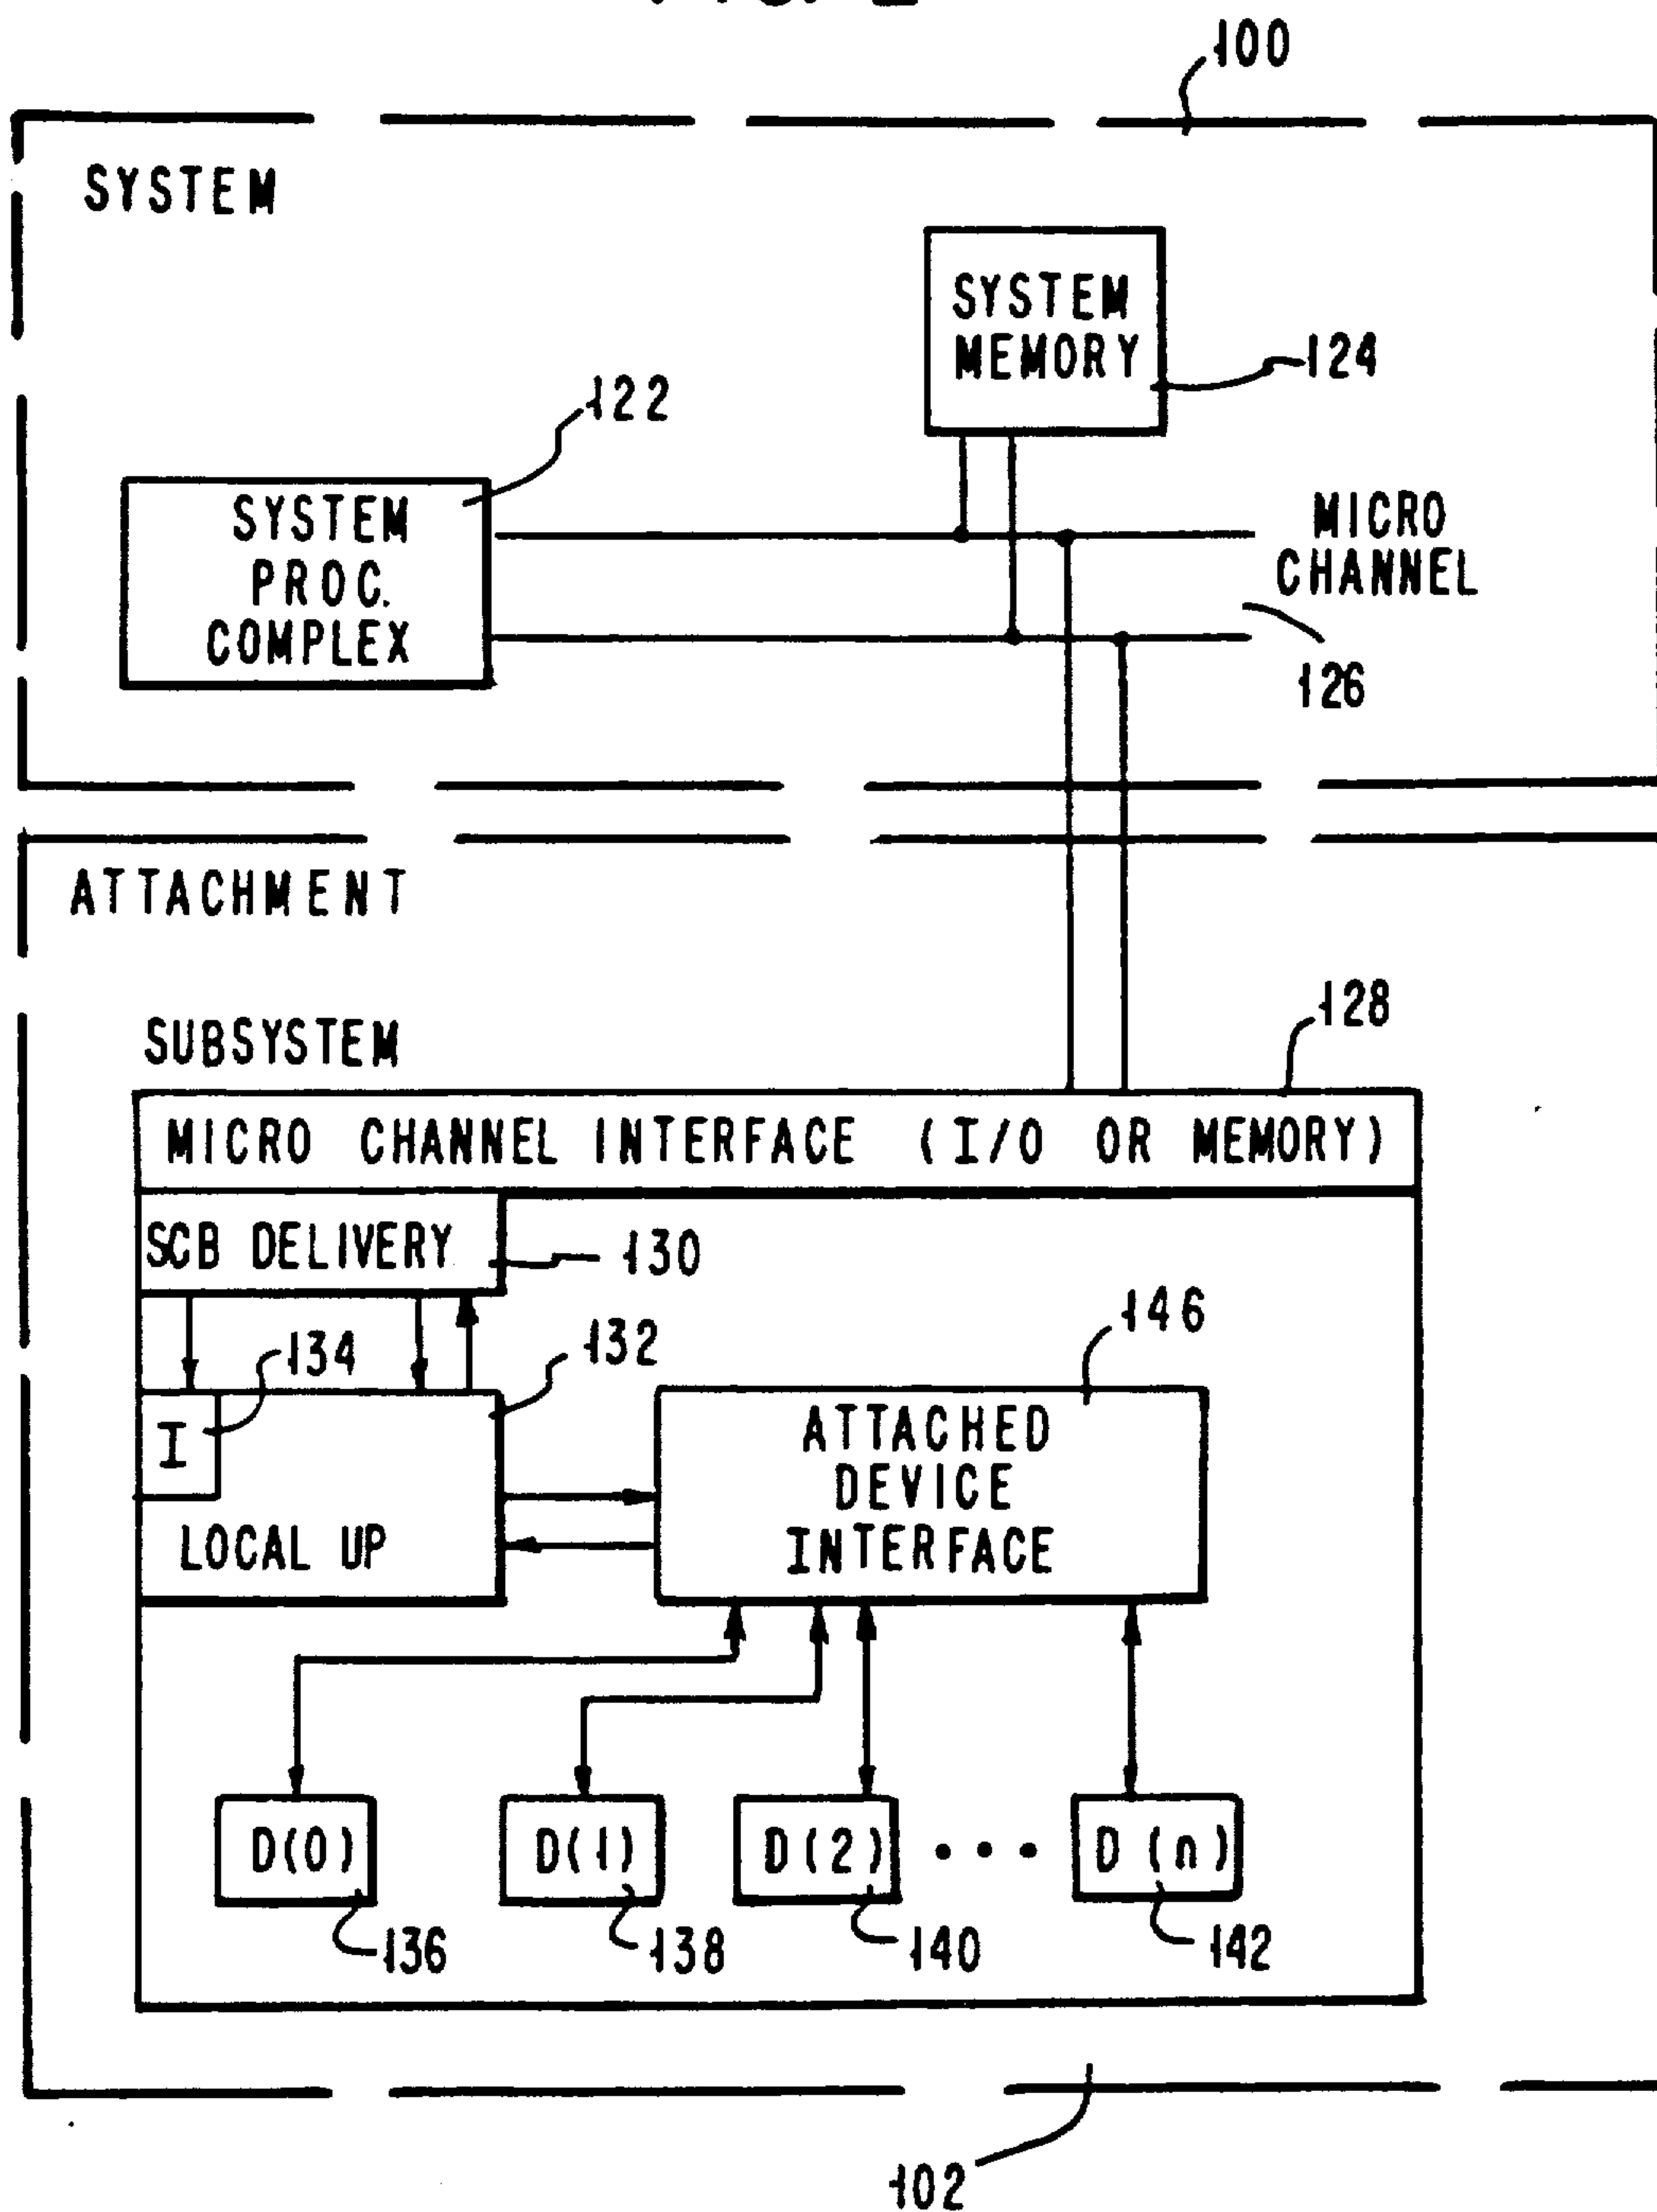 100
SYSTEM
SYSTEM
MEMORY
124
122
SYSTEM
PROC.
COMPLEX
MICRO
CHANNEL
126
ATTACHMENT
128
SUBSYSTEM
MICRO CHANNEL INTERFACE (I/O OR MEMORY)
SCB DELIVERY
130
134
132
146
I
LOCAL UP
ATTACHED
DEVICE
INTERFACE
D(0)
D(1)
D(2)
• • •
D(n)
136
138
140
142
102